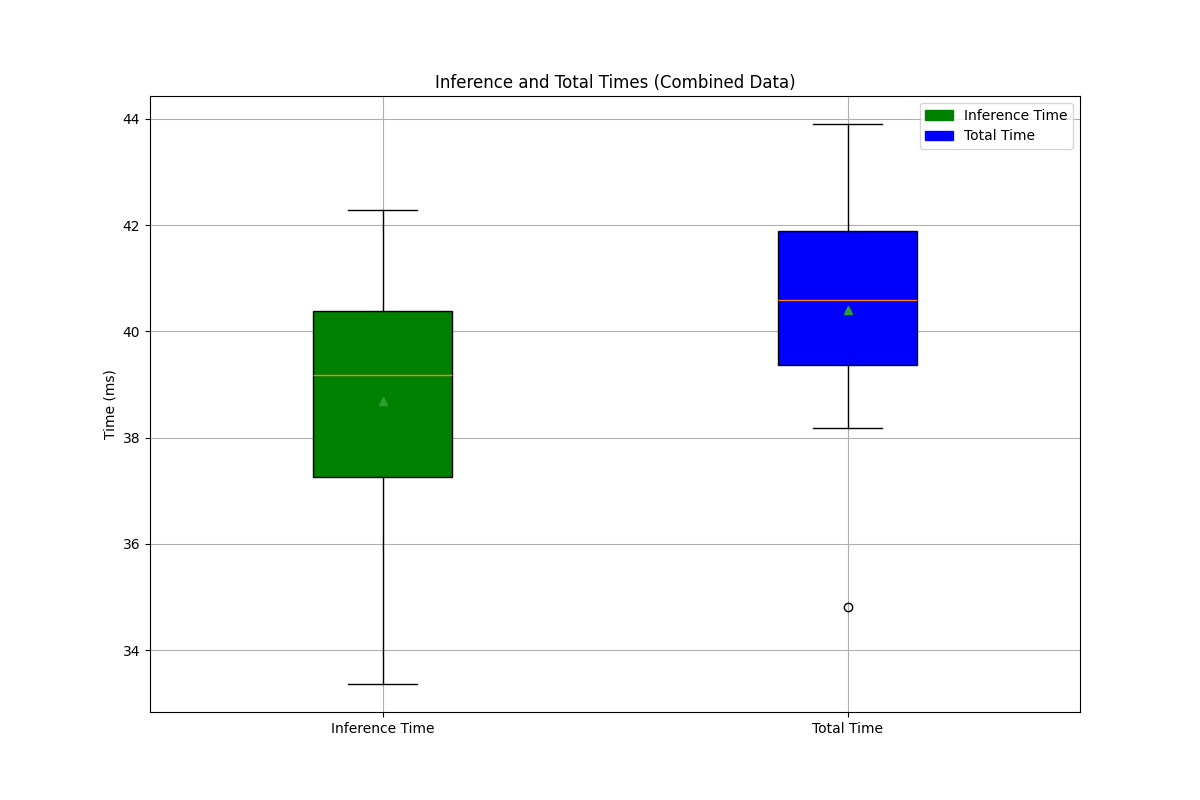 Inference and Total Times (Combined Data)
Inference Time
Total Time
Time (ms)
44
42
40
38
36
34
Inference Time
Total Time